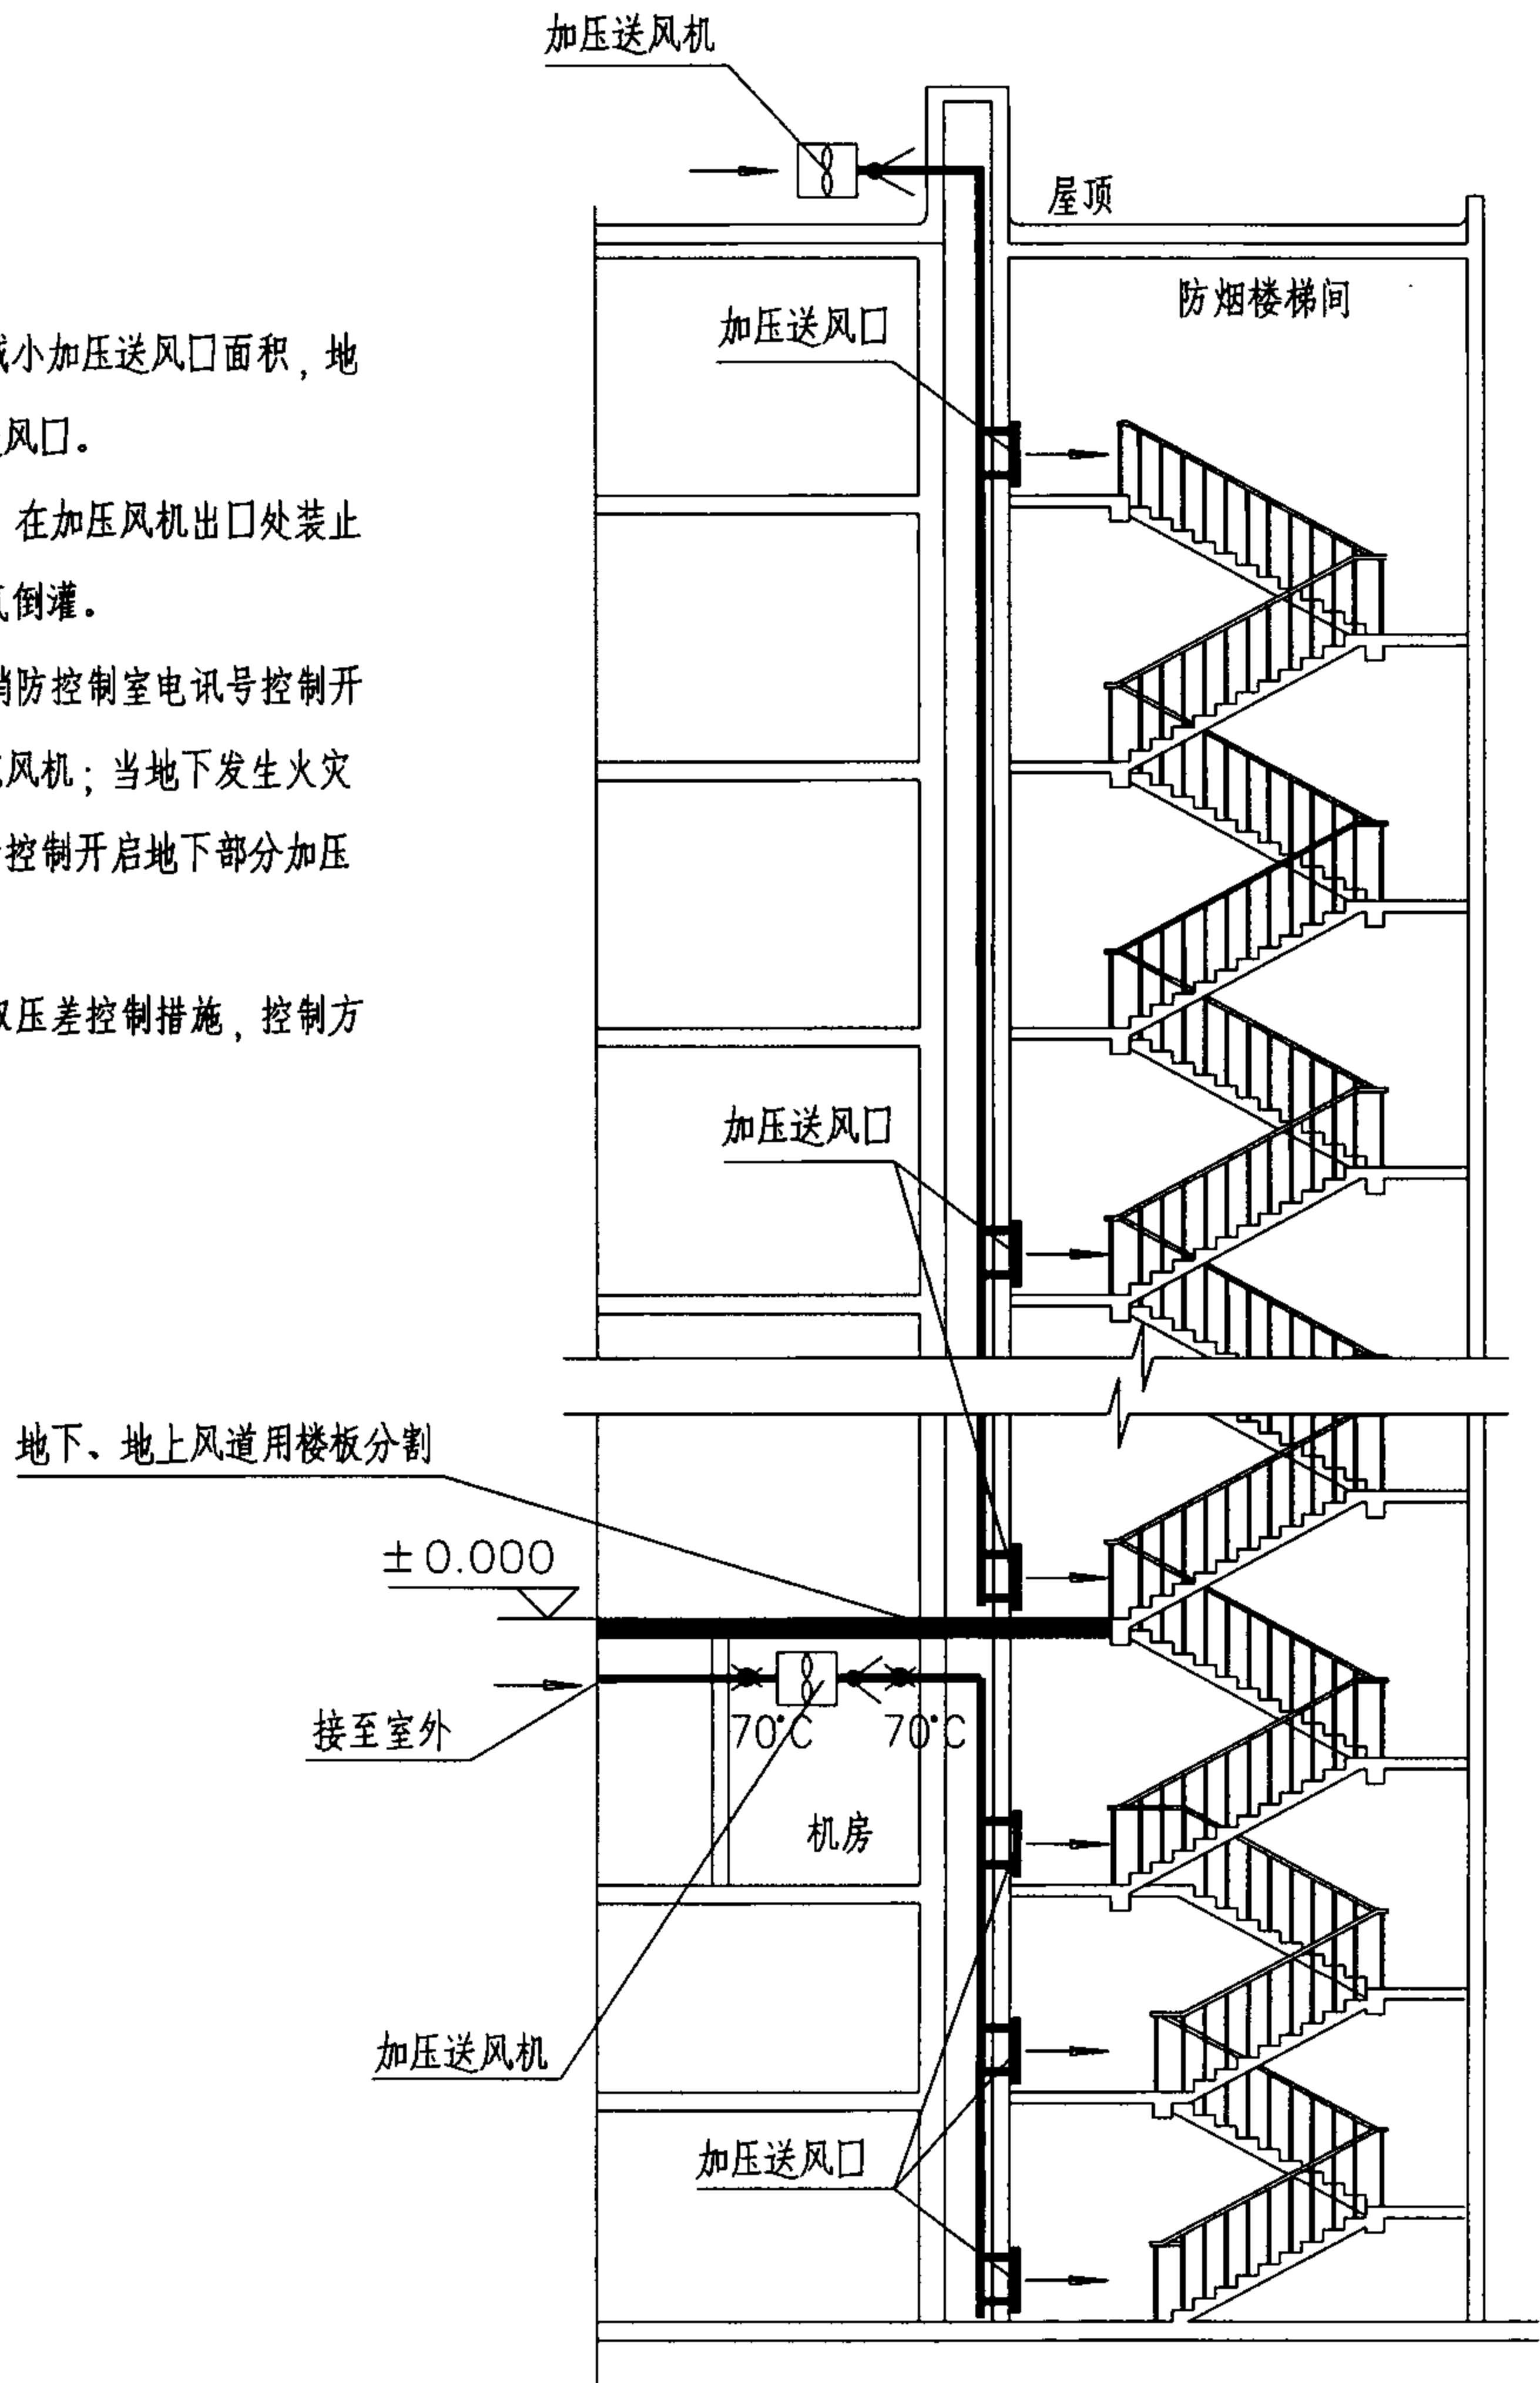 加压送风机
屋顶
防烟楼梯间
加压送风口
小加压送风口面积，地
风口。
在加压风机出口处装止
倒灌。
消防控制室电讯号控制开
风机；当地下发生火灾
控制开启地下部分加压
压差控制措施，控制方
加压送风口
地下、地上风道用楼板分割
±0.000
接至室外
70°C
70°C
机房
加压送风机
加压送风口